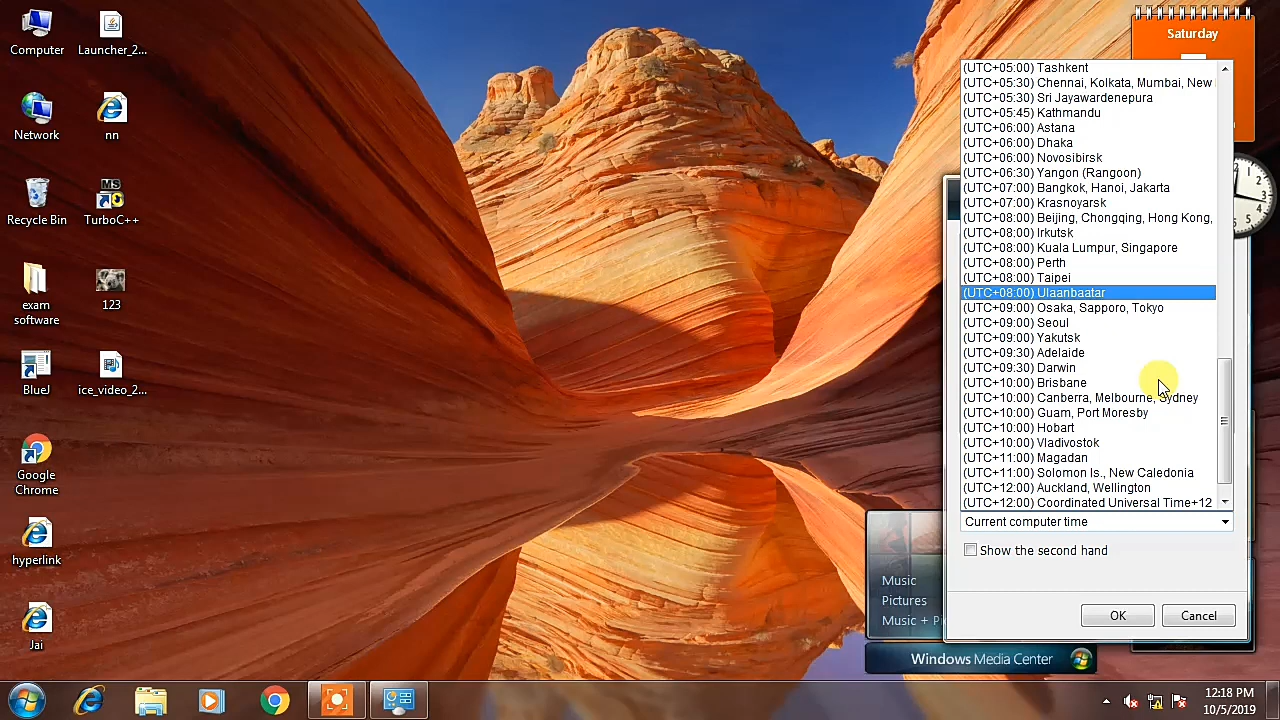 Computer
Launcher_2...
Network
nn
Recycle Bin
MS
TurboC++
exam
software
123
BlueJ
ice_video_2...
Google
Chrome
hyperlink
Jai
Saturday
1
2
3
4
5
(UTC+05:00) Tashkent
(UTC+05:30) Chennai, Kolkata, Mumbai, New
(UTC+05:30) Sri Jayawardenepura
(UTC+05:45) Kathmandu
(UTC+06:00) Astana
(UTC+06:00) Dhaka
(UTC+06:00) Novosibirsk
(UTC+06:30) Yangon (Rangoon)
(UTC+07:00) Bangkok, Hanoi, Jakarta
(UTC+07:00) Krasnoyarsk
(UTC+08:00) Beijing, Chongqing, Hong Kong,
(UTC+08:00) Irkutsk
(UTC+08:00) Kuala Lumpur, Singapore
(UTC+08:00) Perth
(UTC+08:00) Taipei
(UTC+08:00) Ulaanbaatar
(UTC+09:00) Osaka, Sapporo, Tokyo
(UTC+09:00) Seoul
(UTC+09:00) Yakutsk
(UTC+09:30) Adelaide
(UTC+09:30) Darwin
(UTC+10:00) Brisbane
(UTC+10:00) Canberra, Melbourne, Sydney
(UTC+10:00) Guam, Port Moresby
(UTC+10:00) Hobart
(UTC+10:00) Vladivostok
(UTC+11:00) Magadan
(UTC+11:00) Solomon Is., New Caledonia
(UTC+12:00) Auckland, Wellington
(UTC+12:00) Coordinated Universal Time+12
Current computer time
Show the second hand
OK
Cancel
Music
Pictures
Music + Pi
Windows Media Center
12:18 PM
10/5/2019